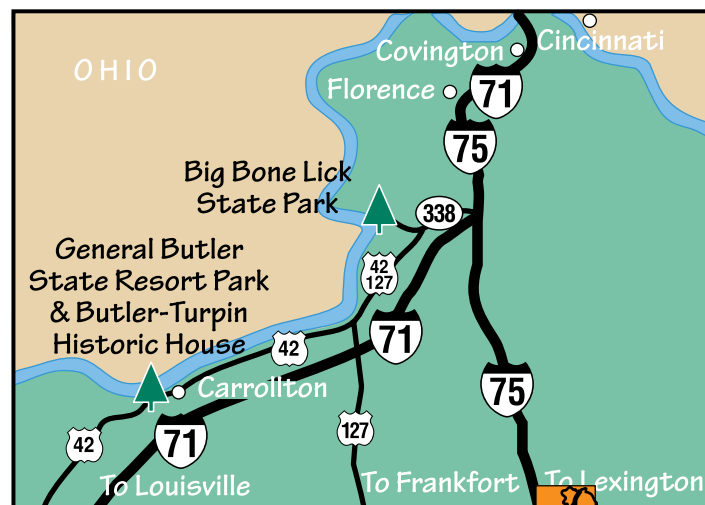 Cincinnati
Covington
OHIO
Florence
71
75
Big Bone Lick
State Park
338
General Butler
State Resort Park
& Butler-Turpin
Historic House
42
127
71
42
Carrollton
75
127
42
71
To Louisville
To Frankfort
To Lexington